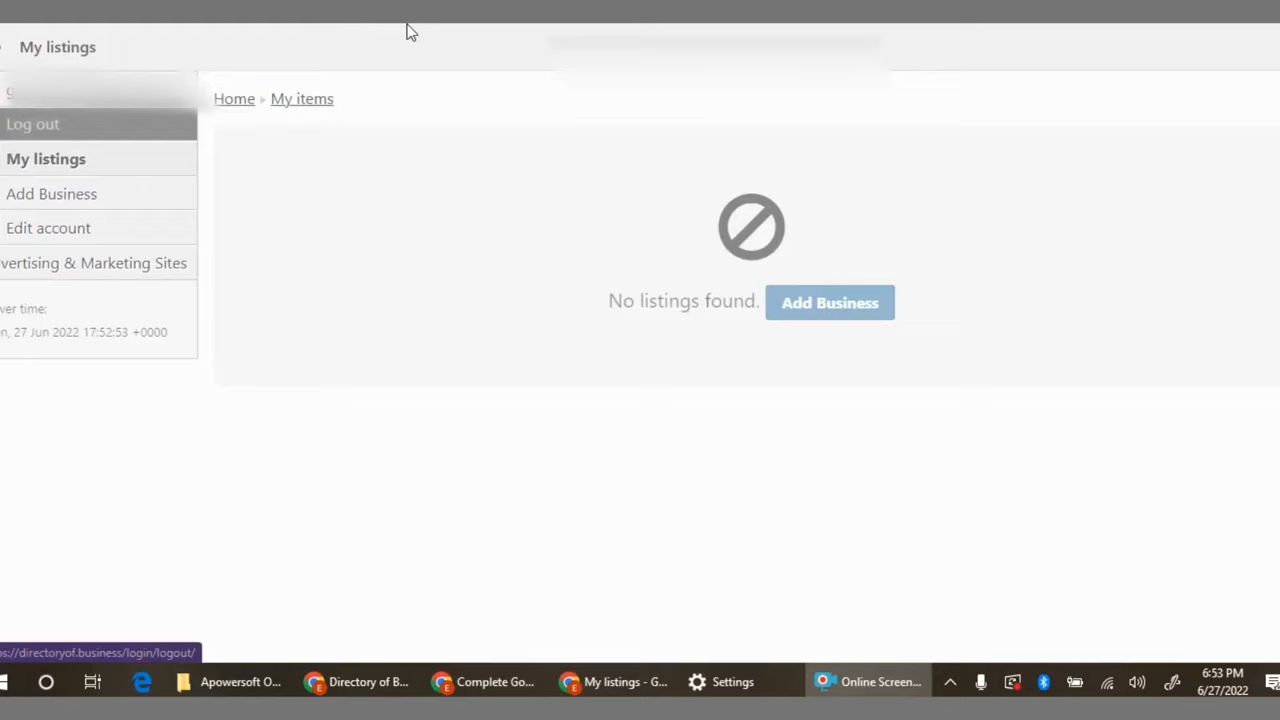 My listings
Home ▸ My items
Log out
My listings
Add Business
Edit account
vertising & Marketing Sites
ver time:
n, 27 Jun 2022 17:52:53 +0000
No listings found. Add Business
ps://directoryof.business/login/logout/
Apowersoft O... Directory of B... Complete Go... My listings - G... Settings Online Screen... 6:53 PM
6/27/2022